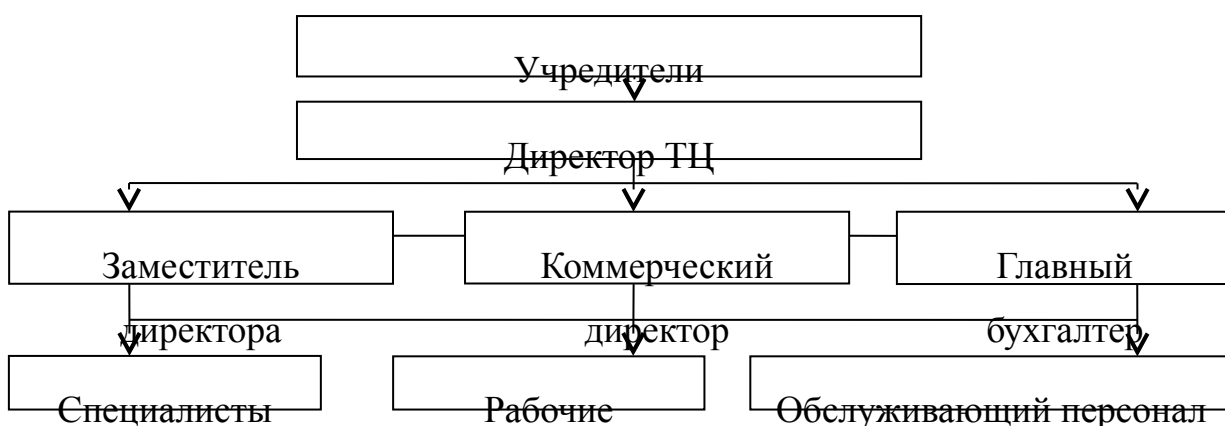 Учредители
Директор ТЦ
Заместитель Коммерческий Главный
директора директор бухгалтер
Специалисты Рабочие Обслуживающий персонал